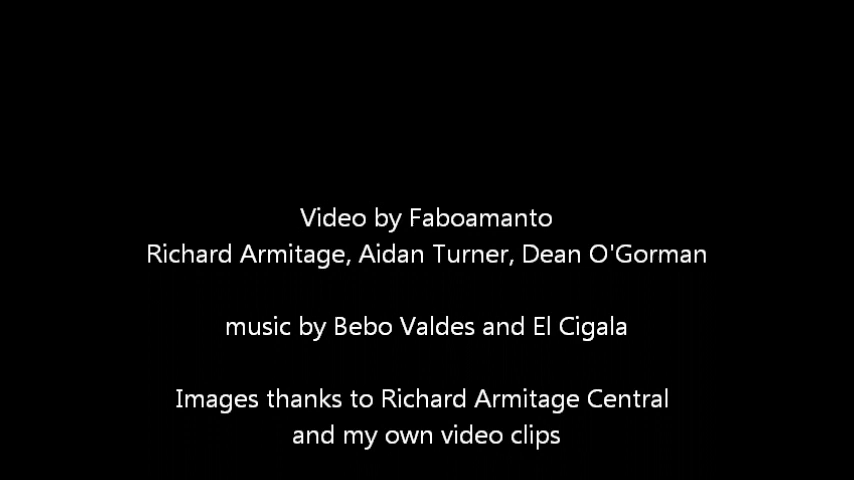 Video by Faboamanto
Richard Armitage, Aidan Turner, Dean O'Gorman
music by Bebo Valdes and El Cigala
Images thanks to Richard Armitage Central
and my own video clips